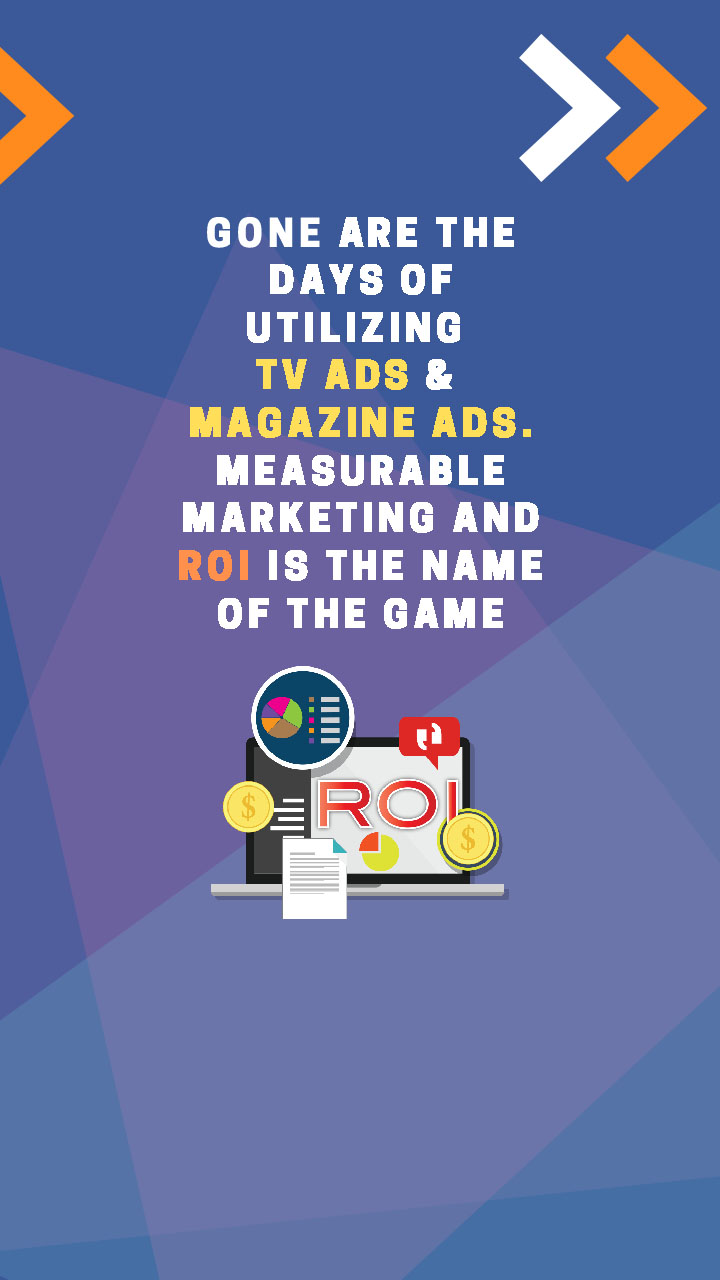 GONE ARE THE
DAYS OF
UTILIZING
TV ADS &
MAGAZINE ADS.
MEASURABLE
MARKETING AND
ROI IS THE NAME
OF THE GAME
ROI
$
$